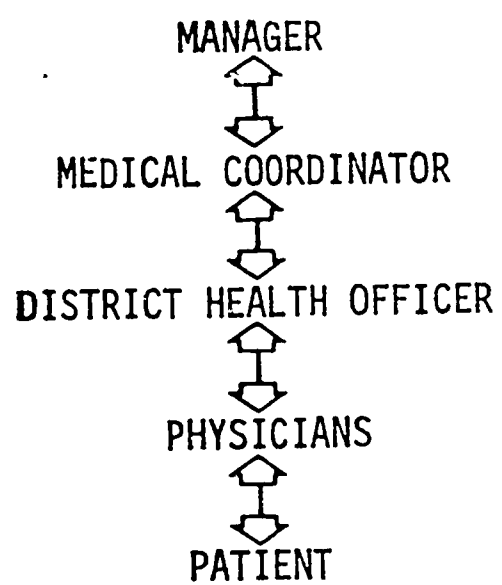 MANAGER
MEDICAL COORDINATOR
DISTRICT HEALTH OFFICER
PHYSICIANS
PATIENT